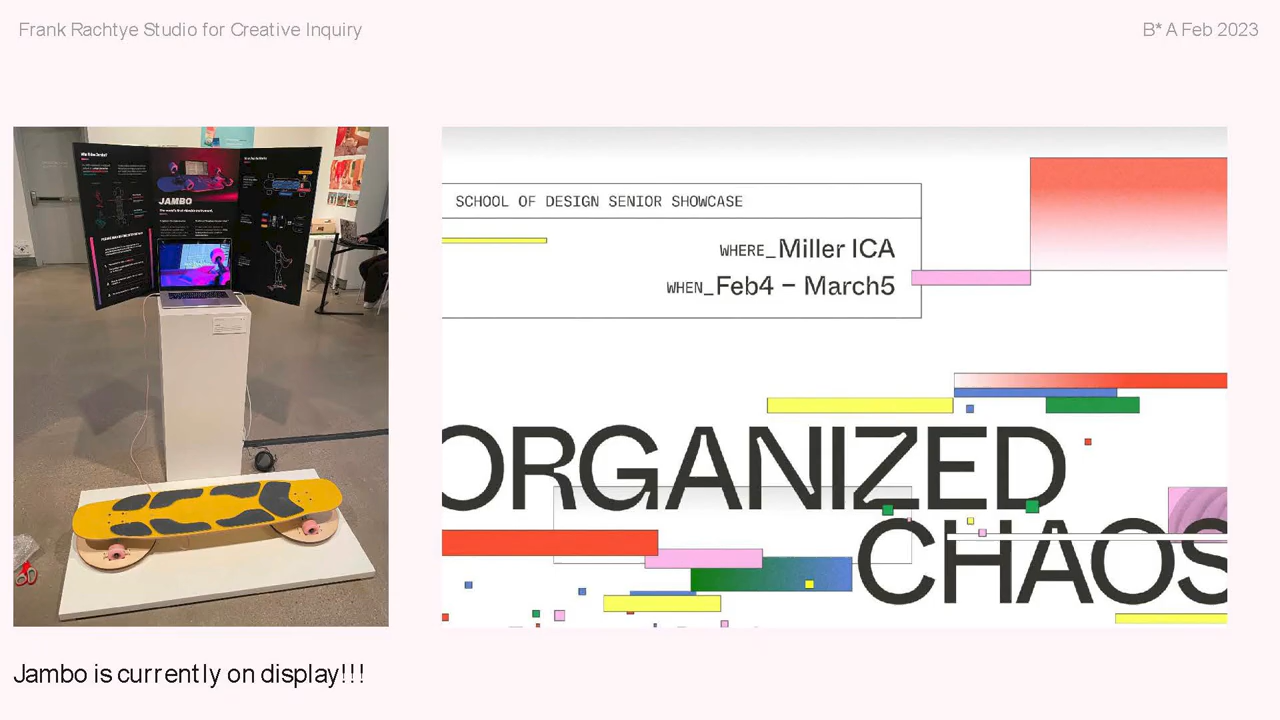 Frank Rachtye Studio for Creative Inquiry
B* A Feb 2023
JAMBO
SCHOOL OF DESIGN SENIOR SHOWCASE
WHERE_Miller ICA
WHEN_Feb4 – March5
ORGANIZED
CHAOS
Jambo is currently on display!!!